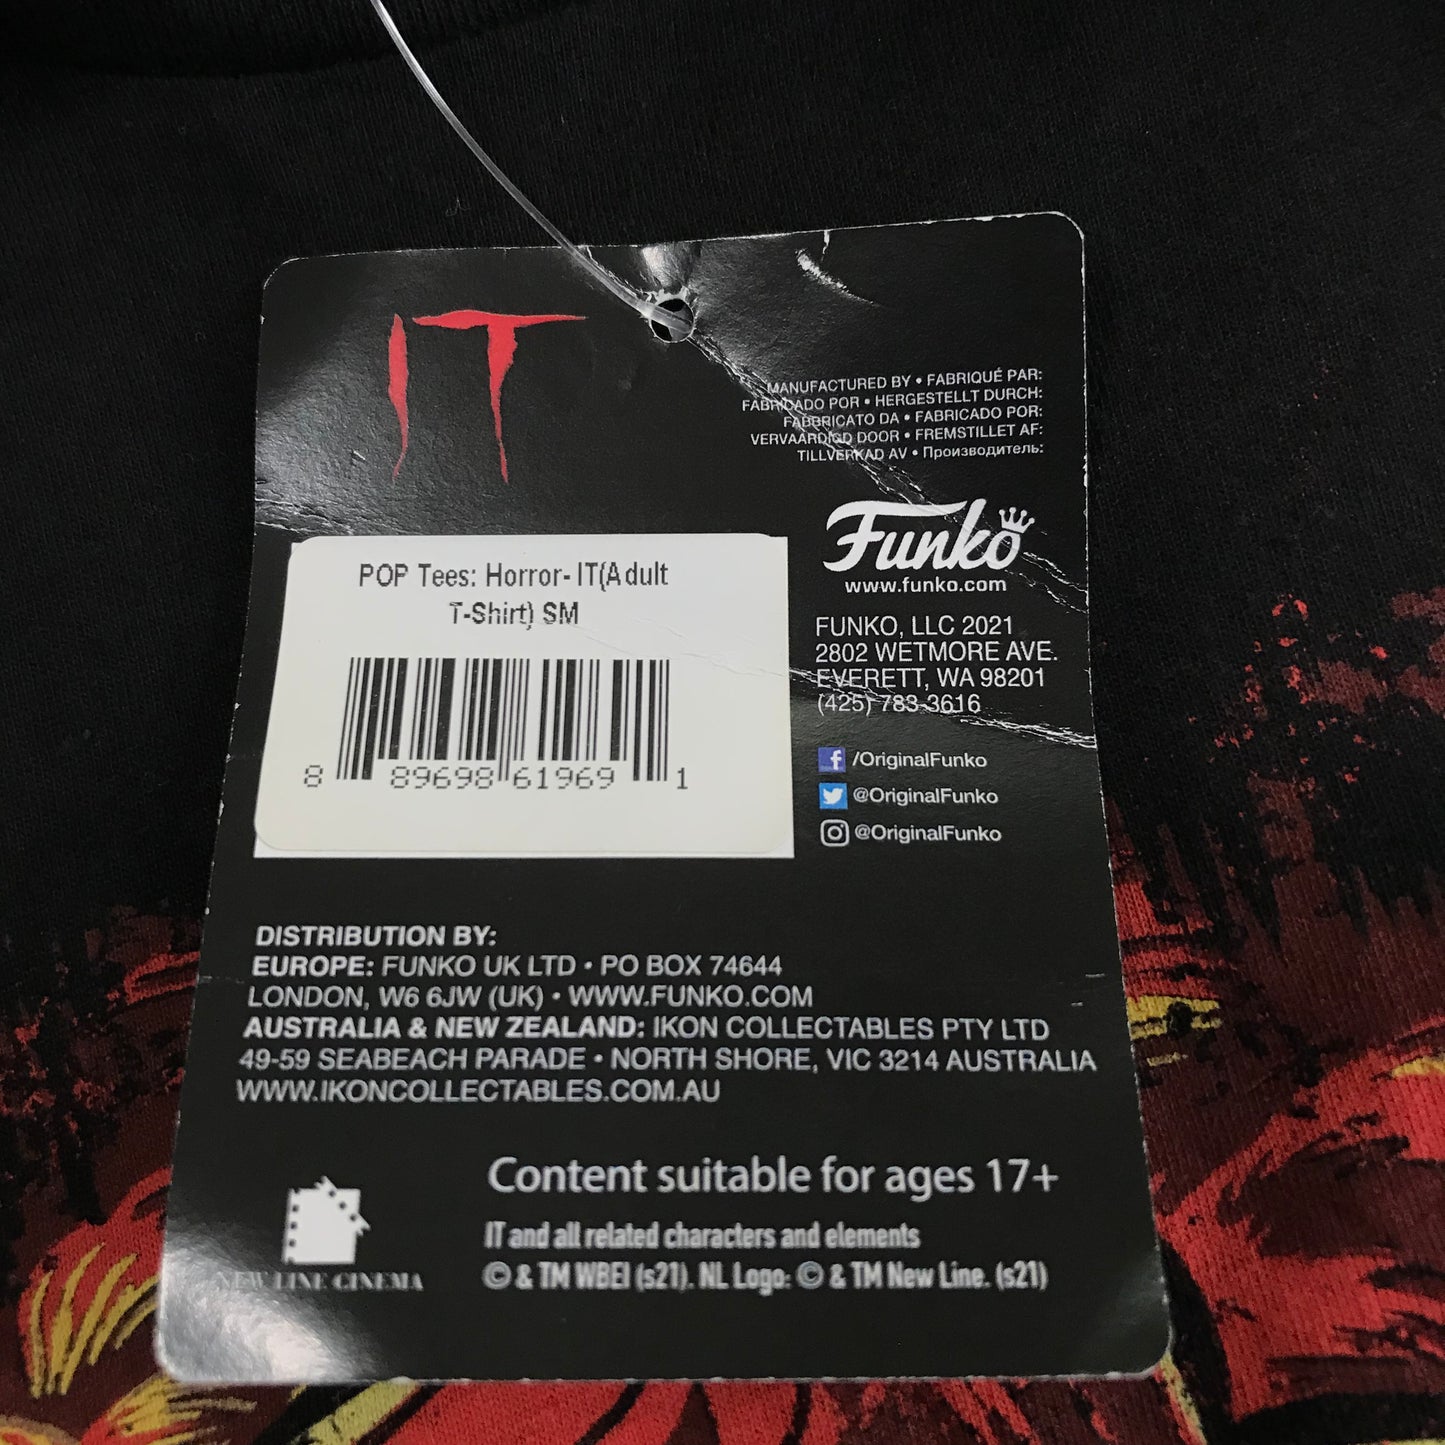 IT
MANUFACTURED BY • FABRIQUÉ PAR:
FABRICADO POR • HERGESTELLT DURCH:
FABBRICATO DA • FABRICADO POR:
VERVAARDIGD DOOR • FREMSTILLET AF:
TILLVERKAD AV • Производитель:
Funko
www.funko.com
FUNKO, LLC 2021
2802 WETMORE AVE.
EVERETT, WA 98201
(425) 783-3616
/OriginalFunko
@OriginalFunko
@OriginalFunko
POP Tees: Horror- IT(Adult
T-Shirt) SM
8 89698 61969 1
DISTRIBUTION BY:
EUROPE: FUNKO UK LTD • PO BOX 74644
LONDON, W6 6JW (UK) • WWW.FUNKO.COM
AUSTRALIA & NEW ZEALAND: IKON COLLECTABLES PTY LTD
49-59 SEABEACH PARADE • NORTH SHORE, VIC 3214 AUSTRALIA
WWW.IKONCOLLECTABLES.COM.AU
Content suitable for ages 17+
IT and all related characters and elements
© & TM WBEI (s21). NL Logo: © & TM New Line. (s21)
NEW LINE CINEMA